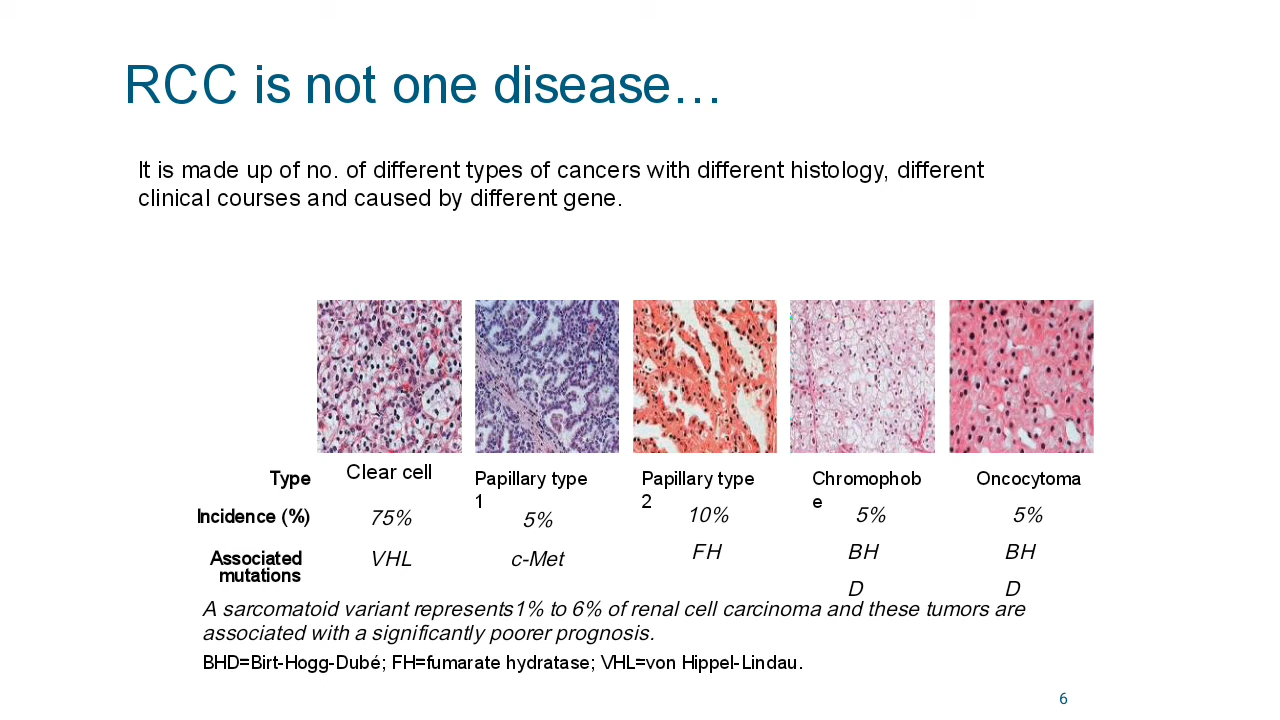 RCC is not one disease…
It is made up of no. of different types of cancers with different histology, different
clinical courses and caused by different gene.
Type
Clear cell
Papillary type
1
Papillary type
2
Chromophob
e
Oncocytoma
Incidence (%)
75%
5%
10%
5%
5%
Associated
mutations
VHL
c-Met
FH
BH
D
BH
D
A sarcomatoid variant represents1% to 6% of renal cell carcinoma and these tumors are
associated with a significantly poorer prognosis.
BHD=Birt-Hogg-Dubé; FH=fumarate hydratase; VHL=von Hippel-Lindau.
6